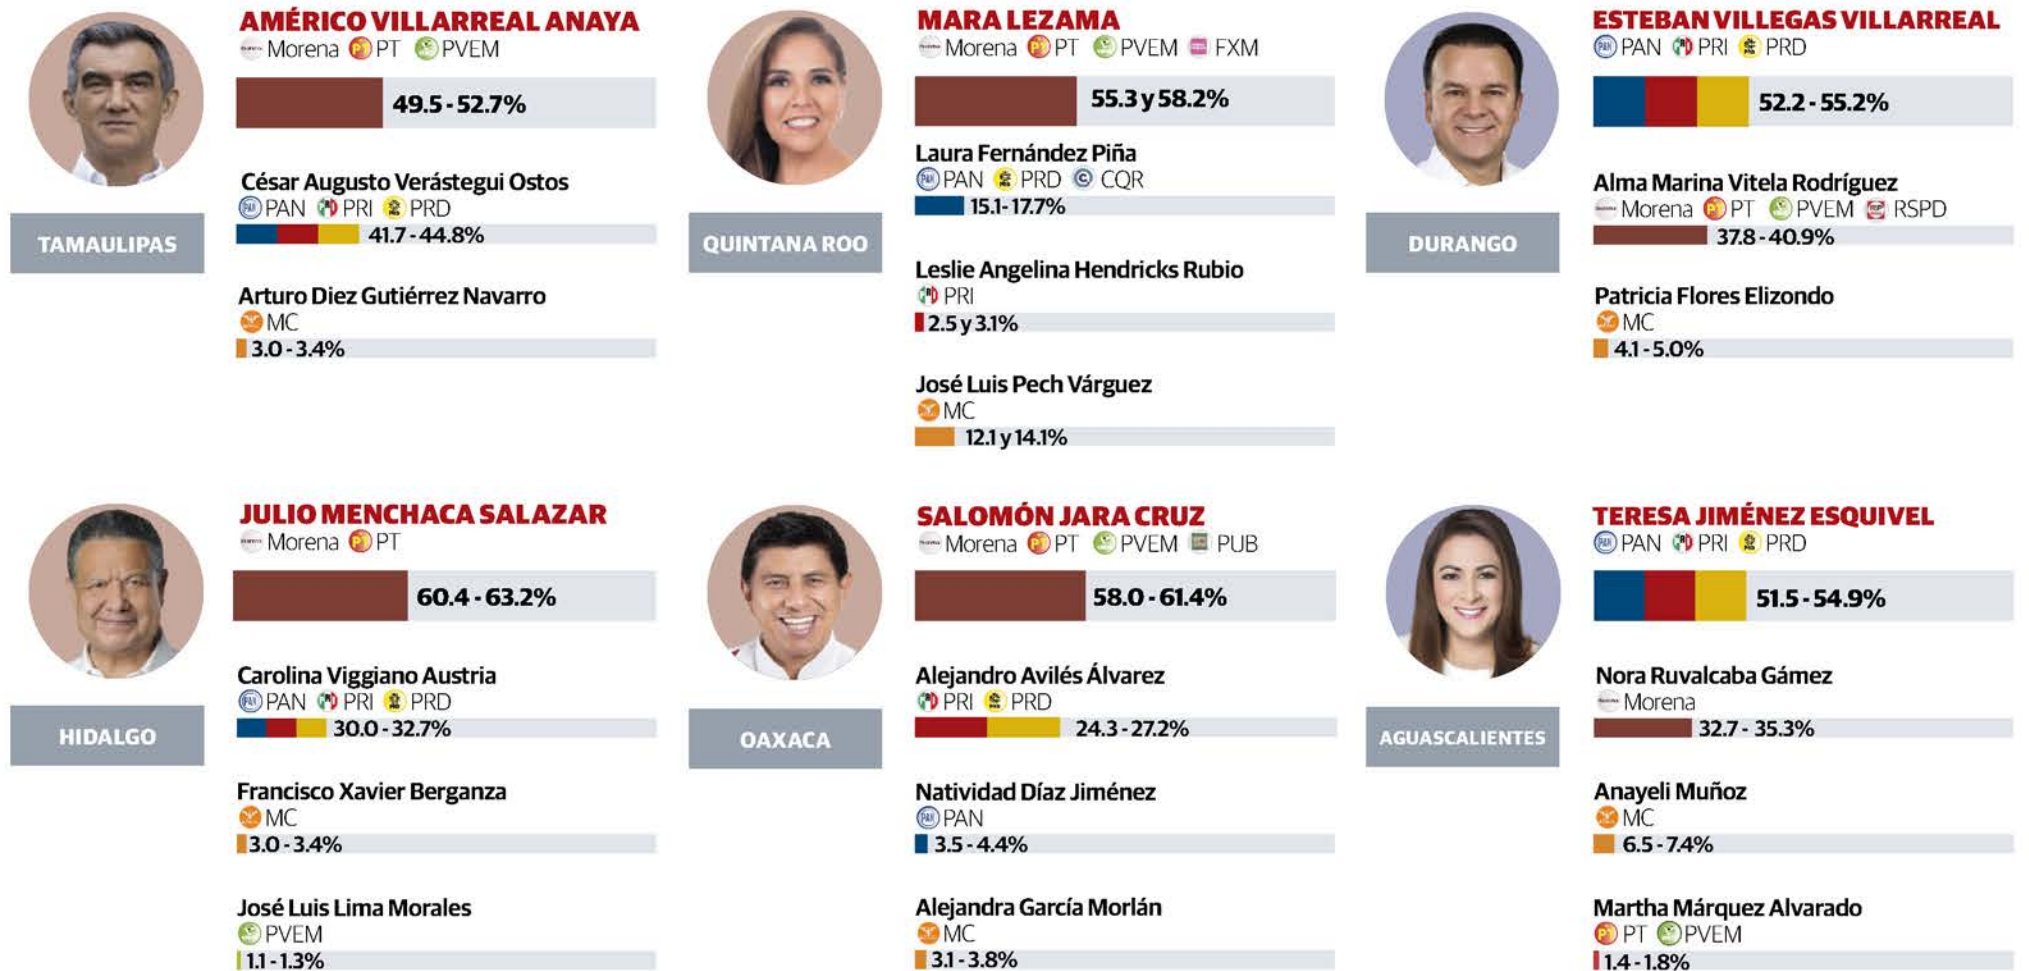 AMÉRICO VILLARREAL ANAYA
Morena PT PVEM
49.5 - 52.7%
César Augusto Verástegui Ostos
PAN PRI PRD
41.7 - 44.8%
TAMAULIPAS
Arturo Diez Gutiérrez Navarro
MC
3.0 - 3.4%
MARA LEZAMA
Morena PT PVEM FXM
55.3 y 58.2%
Laura Fernández Piña
PAN PRD CQR
15.1 - 17.7%
QUINTANA ROO
Leslie Angelina Hendricks Rubio
PRI
2.5 y 3.1%
José Luis Pech Várguez
MC
12.1 y 14.1%
ESTEBAN VILLEGAS VILLARREAL
PAN PRI PRD
52.2 - 55.2%
Alma Marina Vitela Rodríguez
Morena PT PVEM RSPD
37.8 - 40.9%
DURANGO
Patricia Flores Elizondo
MC
4.1 - 5.0%
JULIO MENCHACA SALAZAR
Morena PT
60.4 - 63.2%
Carolina Viggiano Austria
PAN PRI PRD
30.0 - 32.7%
HIDALGO
Francisco Xavier Berganza
MC
3.0 - 3.4%
José Luis Lima Morales
PVEM
1.1 - 1.3%
SALOMÓN JARA CRUZ
Morena PT PVEM PUB
58.0 - 61.4%
Alejandro Avilés Álvarez
PRI PRD
24.3 - 27.2%
OAXACA
Natividad Díaz Jiménez
PAN
3.5 - 4.4%
Alejandra García Morlán
MC
3.1 - 3.8%
TERESA JIMÉNEZ ESQUIVEL
PAN PRI PRD
51.5 - 54.9%
Nora Ruvalcaba Gámez
Morena
32.7 - 35.3%
AGUASCALIENTES
Anayeli Muñoz
MC
6.5 - 7.4%
Martha Márquez Alvarado
PT PVEM
1.4 - 1.8%